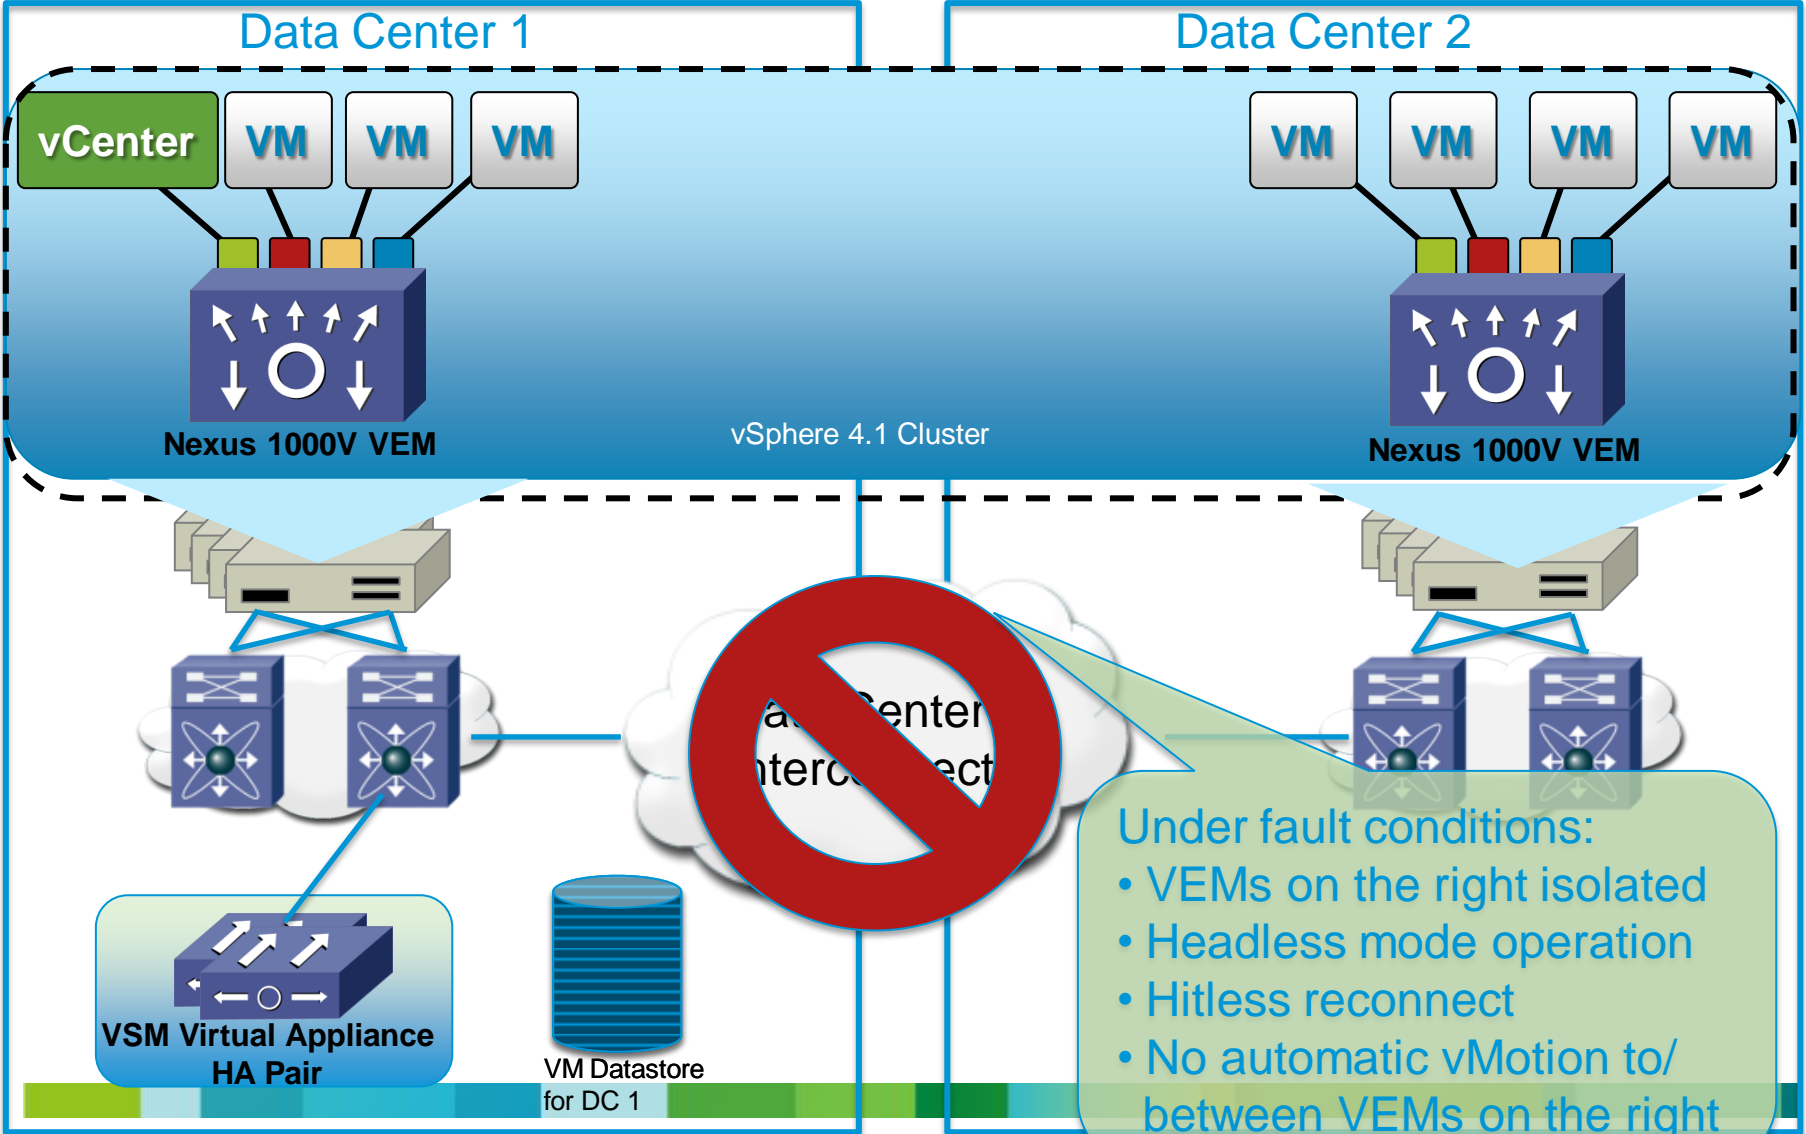 Data Center 1
Data Center 2
vCenter
VM
VM
VM
VM
VM
VM
VM
Nexus 1000V VEM
vSphere 4.1 Cluster
Nexus 1000V VEM
Under fault conditions:
• VEMs on the right isolated
• Headless mode operation
• Hitless reconnect
• No automatic vMotion to/
between VEMs on the right
VSM Virtual Appliance
HA Pair
VM Datastore
for DC 1